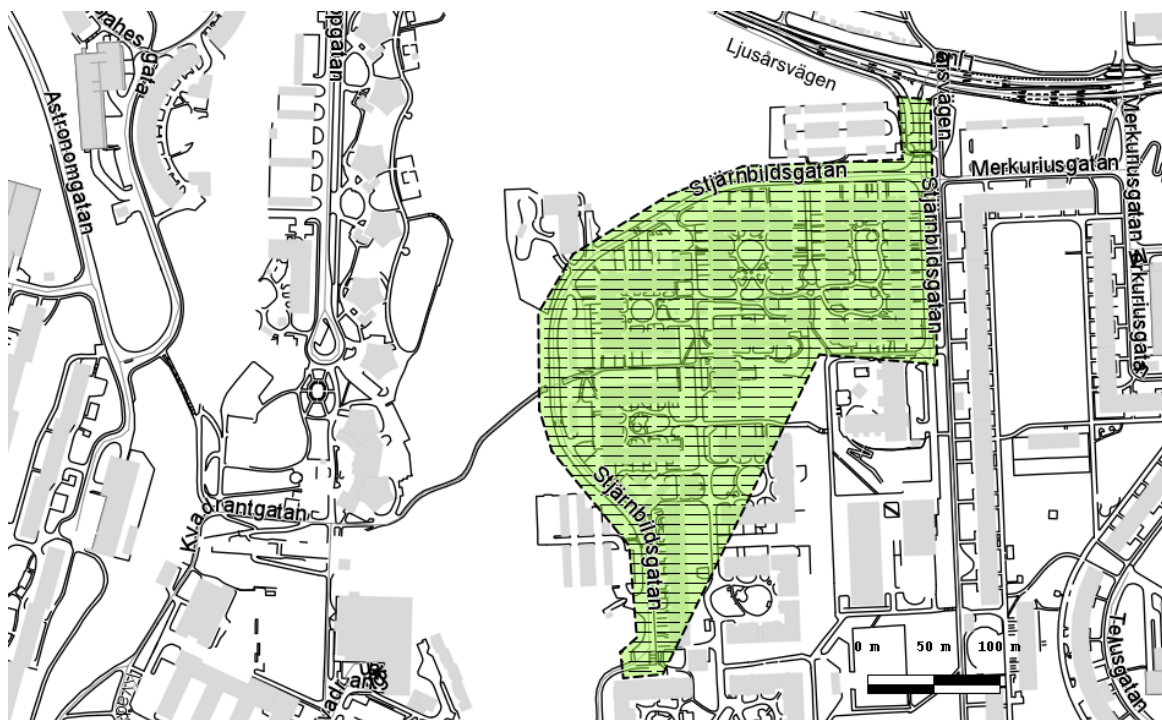 Ljusårsvägen
Astronomgatan
Stjärnbildsgatan
Merkuriusgatan
Merkuriusgatan
Stjärnbildsgatan
Stjärnbildsgatan
Kvadrantgatan
Telusgatan
0 m 50 m 100 m